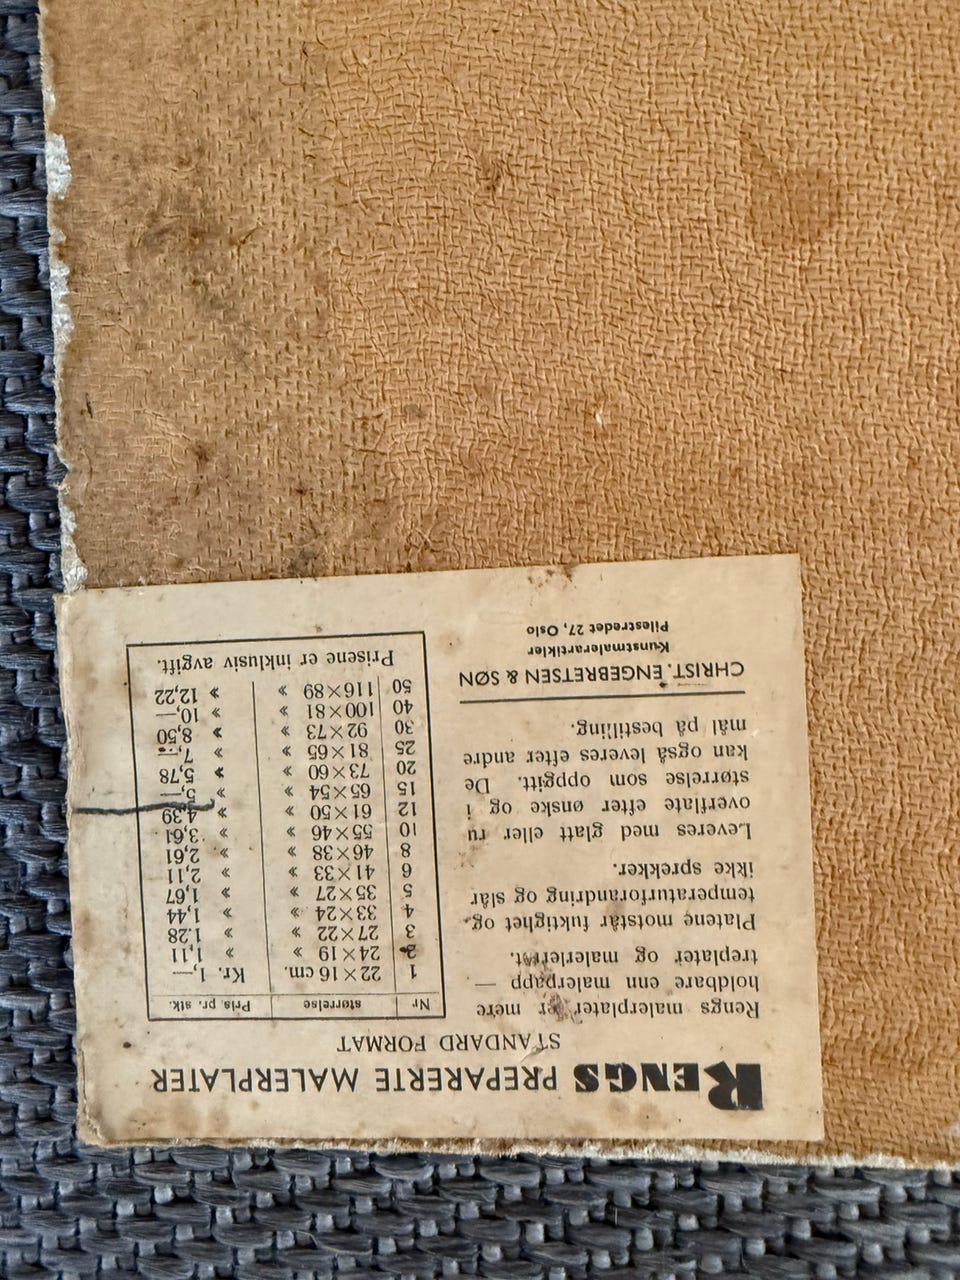 RENGS PREPARERTE MALERPLATER
STANDARD FORMAT
Rengs malerplater er mere
holdbare enn malerpapp —
treplater og malerlerret.
Platene motstår fuktighet og
temperaturforandring og slår
ikke sprekker.
Leveres med glatt eller ru
overflate efter ønske og i
størrelse som oppgitt. De
kan også leveres efter andre
mål på bestilling.
CHRIST. ENGEBRETSEN & SØN
Kunstmalerartikler
Pilestredet 27, Oslo
Nr størrelse Pris pr. stk.
1 22×16 cm. Kr. 1,—
2 24×19 » » 1,11
3 27×22 » » 1.28
4 33×24 » » 1,44
5 35×27 » » 1,67
6 41×33 » » 2,11
8 46×38 » » 2,61
10 55×46 » » 3,61
12 61×50 » » 4,39
15 65×54 » » 5,—
20 73×60 » » 5,78
25 81×65 » » 7,—
30 92×73 » » 8,50
40 100×81 » » 10,—
50 116×89 » » 12,22
Prisene er inklusiv avgift.